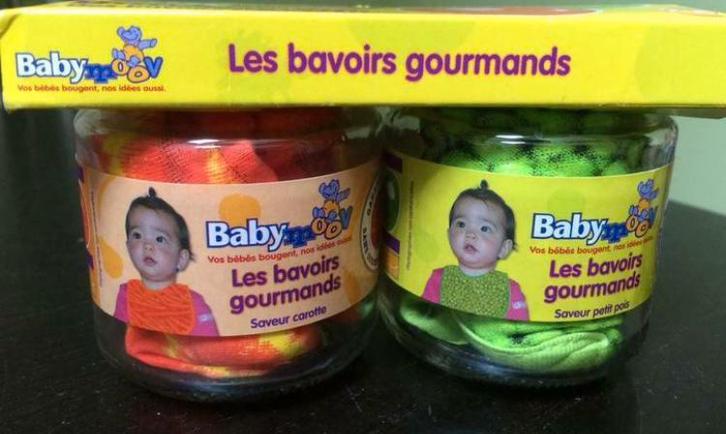 Babymoov
Vos bébés bougent, nos idées aussi.
Les bavoirs gourmands
Babymoov
Vos bébés bougent, nos idées aussi.
Les bavoirs
gourmands
Saveur carotte
Babymoov
Vos bébés bougent, nos idées aussi.
Les bavoirs
gourmands
Saveur petit pois